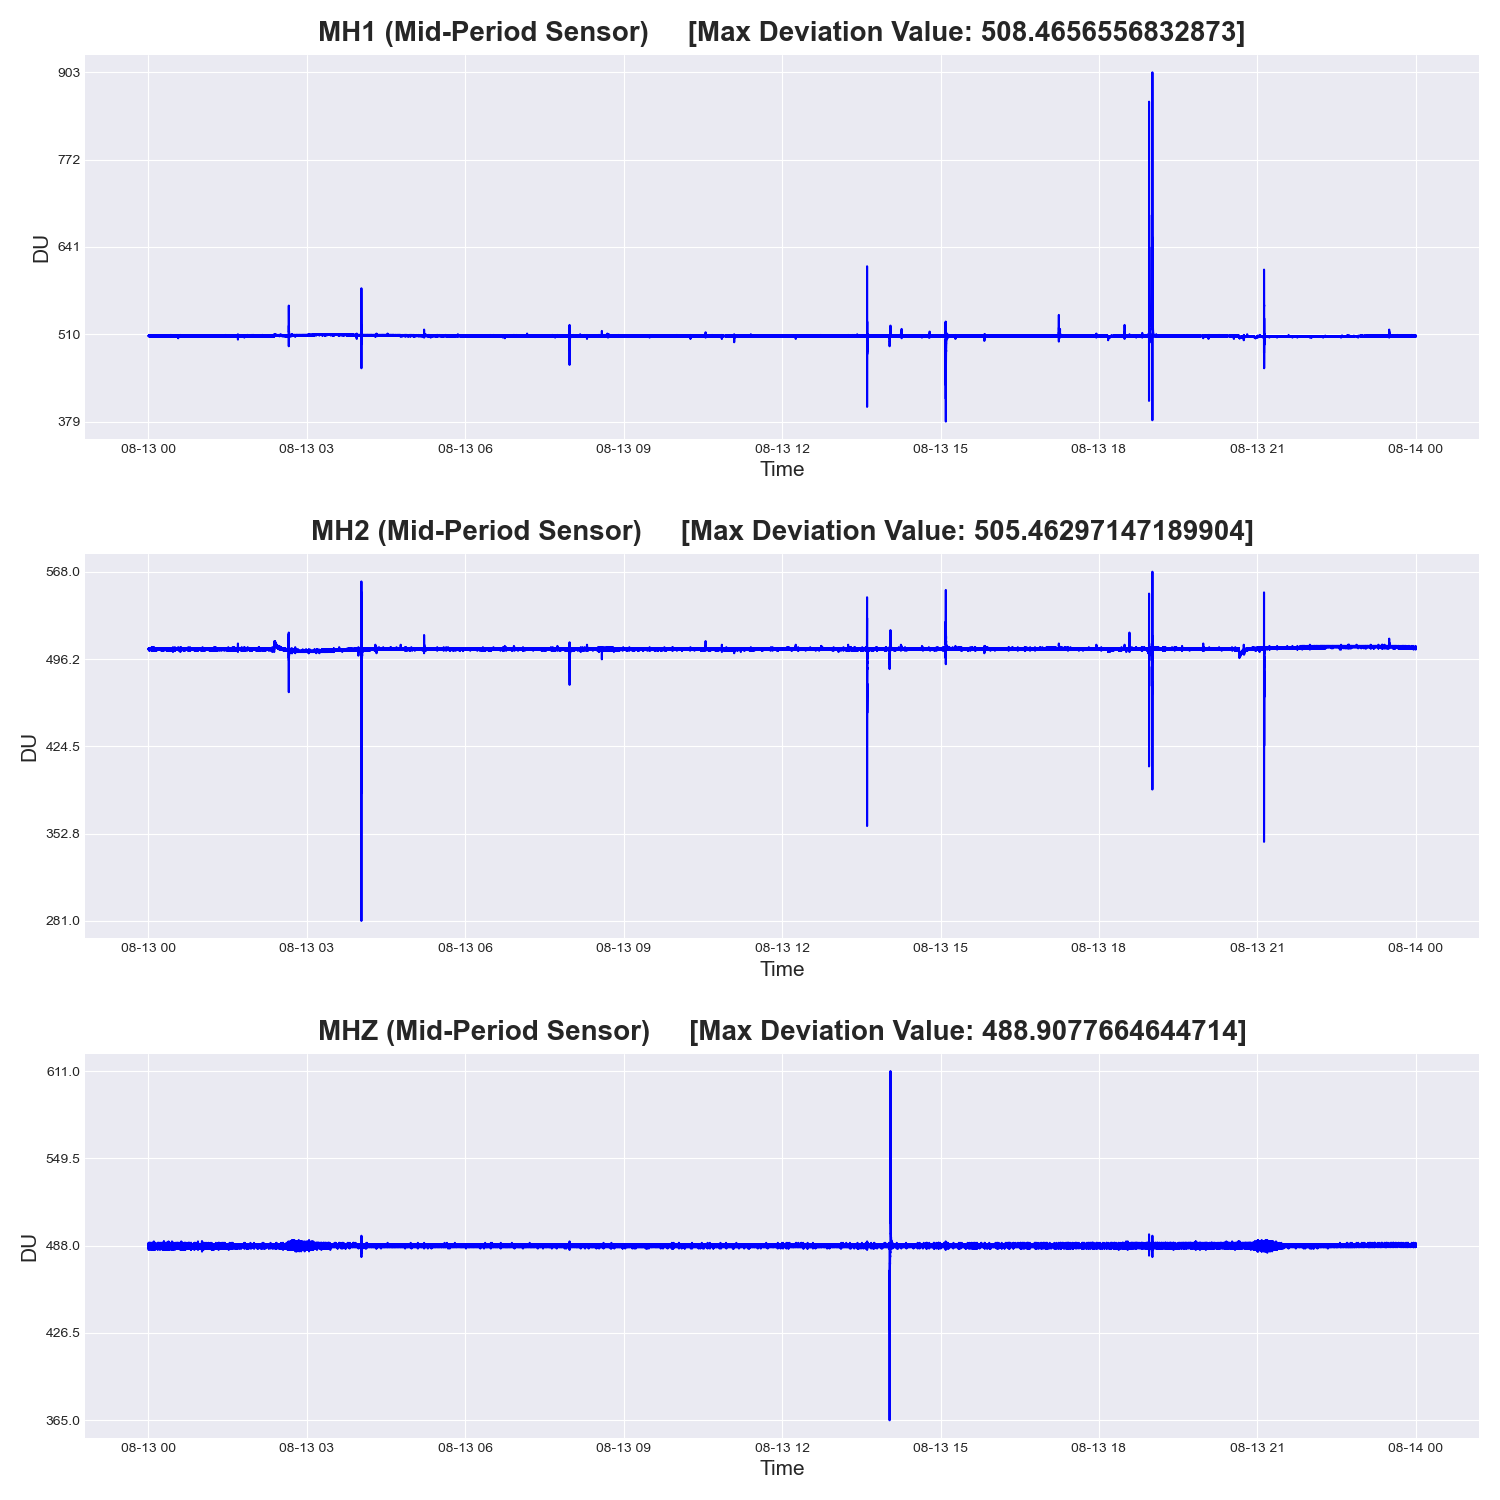 MH1 (Mid-Period Sensor) [Max Deviation Value: 508.4656556832873]
903
772
641
510
379
DU
08-13 00 08-13 03 08-13 06 08-13 09 08-13 12 08-13 15 08-13 18 08-13 21 08-14 00
Time
MH2 (Mid-Period Sensor) [Max Deviation Value: 505.46297147189904]
568.0
496.2
424.5
352.8
281.0
DU
08-13 00 08-13 03 08-13 06 08-13 09 08-13 12 08-13 15 08-13 18 08-13 21 08-14 00
Time
MHZ (Mid-Period Sensor) [Max Deviation Value: 488.9077664644714]
611.0
549.5
488.0
426.5
365.0
DU
08-13 00 08-13 03 08-13 06 08-13 09 08-13 12 08-13 15 08-13 18 08-13 21 08-14 00
Time